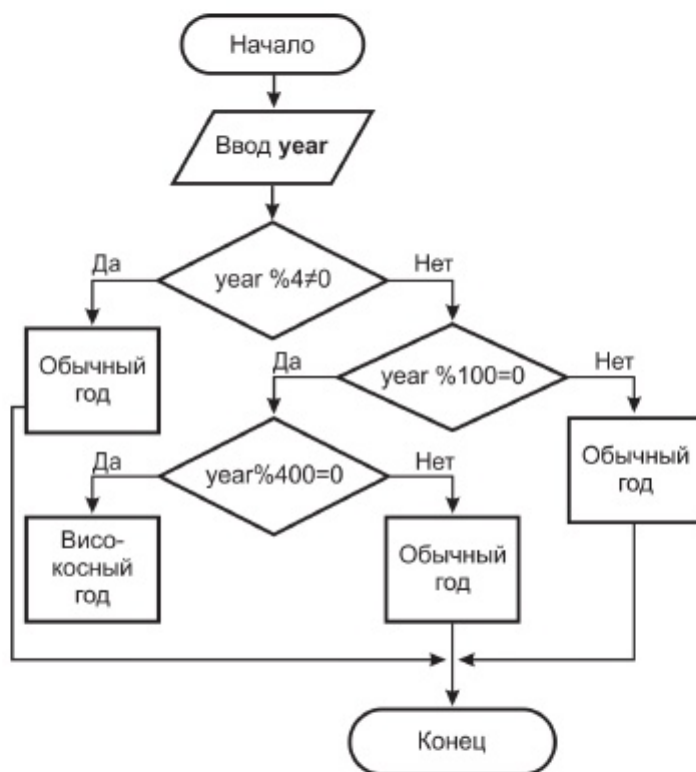 Начало
Ввод year
Да
year %4≠0
Нет
Обычный
год
Да
year %100=0
Нет
Да
year%400=0
Нет
Обычный
год
Висо-
косный
год
Обычный
год
Конец